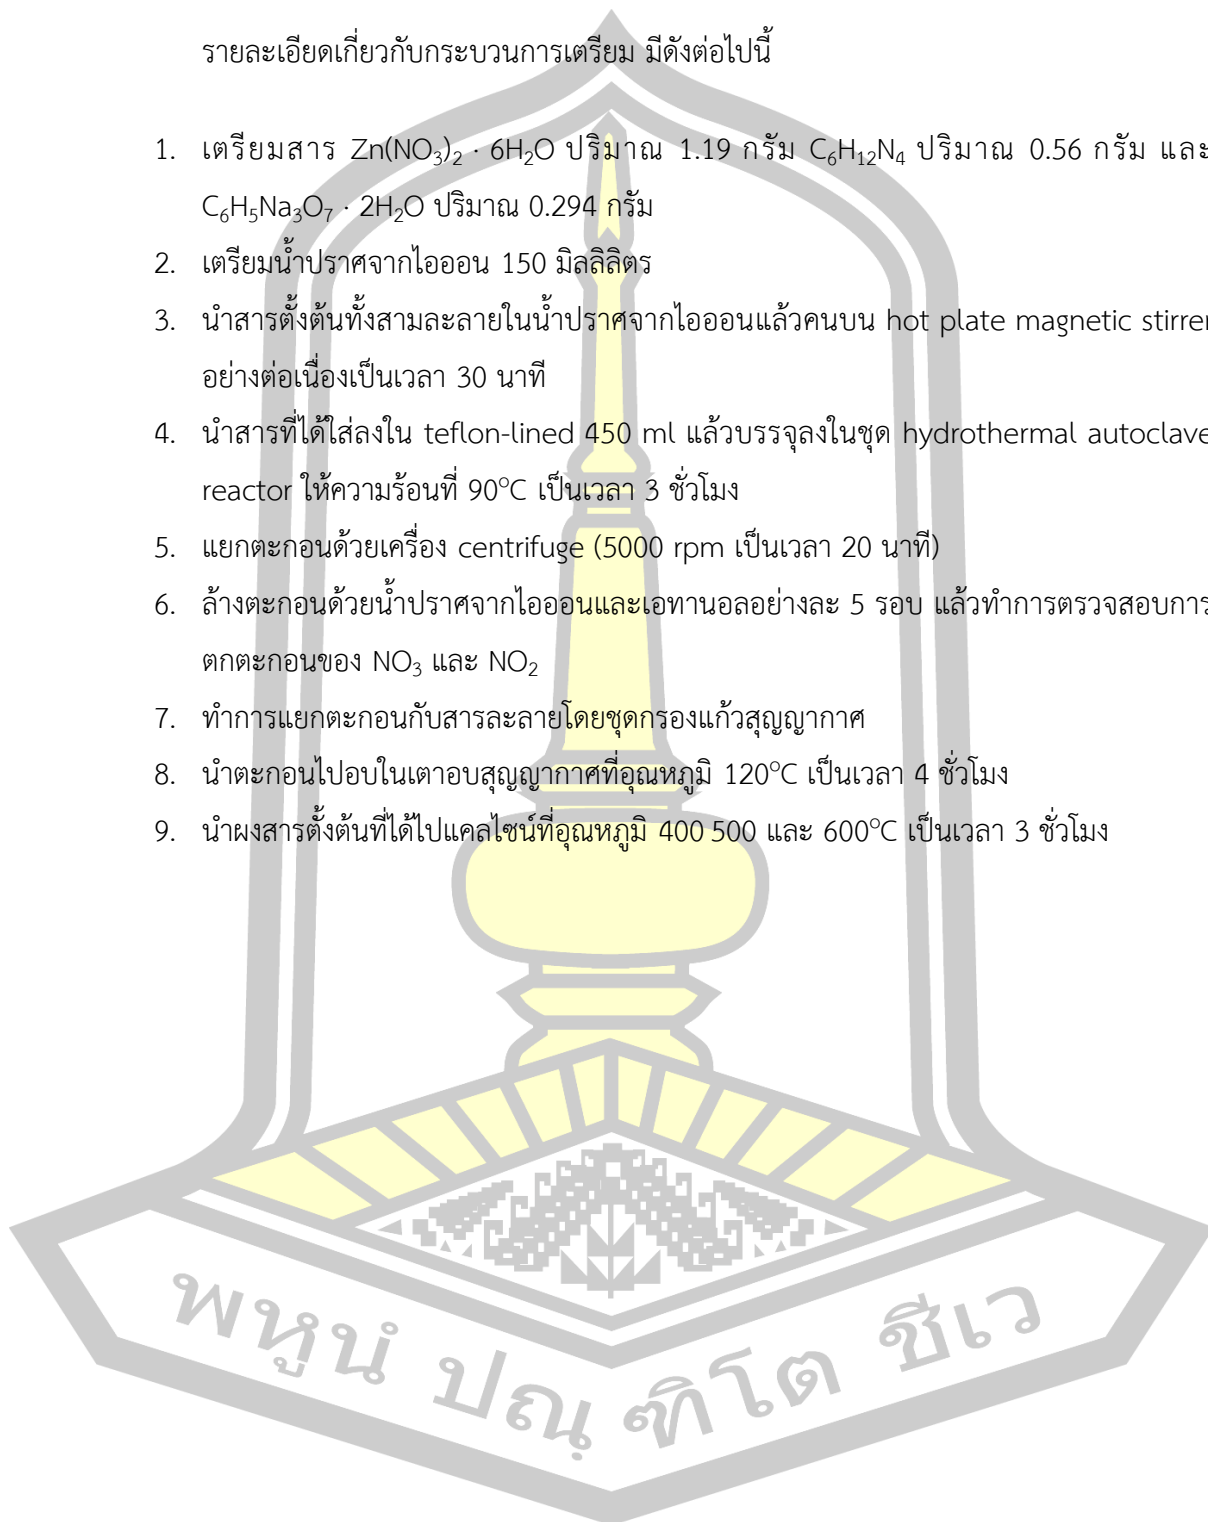 รายละเอียดเกี่ยวกับกระบวนการเตรียม มีดังต่อไปนี้
1. เตรียมสาร Zn(NO₃)₂ · 6H₂O ปริมาณ 1.19 กรัม C₆H₁₂N₄ ปริมาณ 0.56 กรัม และ
C₆H₅Na₃O₇ · 2H₂O ปริมาณ 0.294 กรัม
2. เตรียมน้ำปราศจากไอออน 150 มิลลิลิตร
3. นำสารตั้งต้นทั้งสามละลายในน้ำปราศจากไอออนแล้วคนบน hot plate magnetic stirrer
อย่างต่อเนื่องเป็นเวลา 30 นาที
4. นำสารที่ได้ใส่ลงใน teflon-lined 450 ml แล้วบรรจุลงในชุด hydrothermal autoclave
reactor ให้ความร้อนที่ 90°C เป็นเวลา 3 ชั่วโมง
5. แยกตะกอนด้วยเครื่อง centrifuge (5000 rpm เป็นเวลา 20 นาที)
6. ล้างตะกอนด้วยน้ำปราศจากไอออนและเอทานอลอย่างละ 5 รอบ แล้วทำการตรวจสอบการ
ตกตะกอนของ NO₃ และ NO₂
7. ทำการแยกตะกอนกับสารละลายโดยชุดกรองแก้วสุญญากาศ
8. นำตะกอนไปอบในเตาอบสุญญากาศที่อุณหภูมิ 120°C เป็นเวลา 4 ชั่วโมง
9. นำผงสารตั้งต้นที่ได้ไปแคลไซน์ที่อุณหภูมิ 400 500 และ 600°C เป็นเวลา 3 ชั่วโมง
พหูนํ ปณฺ ฑิโต ชีเว